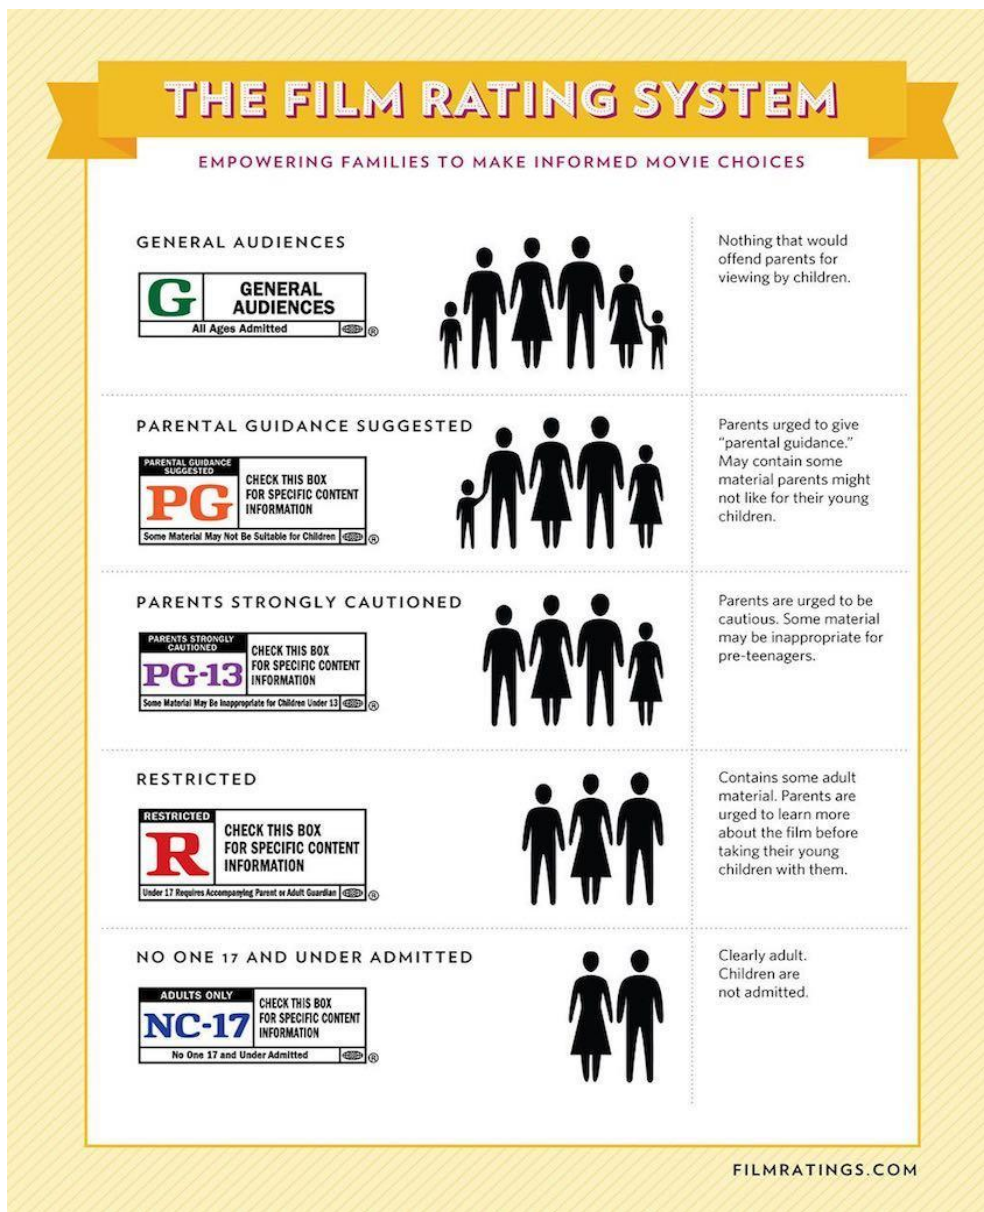 THE FILM RATING SYSTEM
EMPOWERING FAMILIES TO MAKE INFORMED MOVIE CHOICES
GENERAL AUDIENCES
G
GENERAL
AUDIENCES
All Ages Admitted
®
Nothing that would
offend parents for
viewing by children.
PARENTAL GUIDANCE SUGGESTED
PARENTAL GUIDANCE
SUGGESTED
PG
CHECK THIS BOX
FOR SPECIFIC CONTENT
INFORMATION
Some Material May Not Be Suitable for Children
®
Parents urged to give
“parental guidance.”
May contain some
material parents might
not like for their young
children.
PARENTS STRONGLY CAUTIONED
PARENTS STRONGLY
CAUTIONED
PG-13
CHECK THIS BOX
FOR SPECIFIC CONTENT
INFORMATION
Some Material May Be Inappropriate for Children Under 13
®
Parents are urged to be
cautious. Some material
may be inappropriate for
pre-teenagers.
RESTRICTED
RESTRICTED
R
CHECK THIS BOX
FOR SPECIFIC CONTENT
INFORMATION
Under 17 Requires Accompanying Parent or Adult Guardian
®
Contains some adult
material. Parents are
urged to learn more
about the film before
taking their young
children with them.
NO ONE 17 AND UNDER ADMITTED
ADULTS ONLY
NC-17
CHECK THIS BOX
FOR SPECIFIC CONTENT
INFORMATION
No One 17 and Under Admitted
®
Clearly adult.
Children are
not admitted.
FILMRATINGS.COM